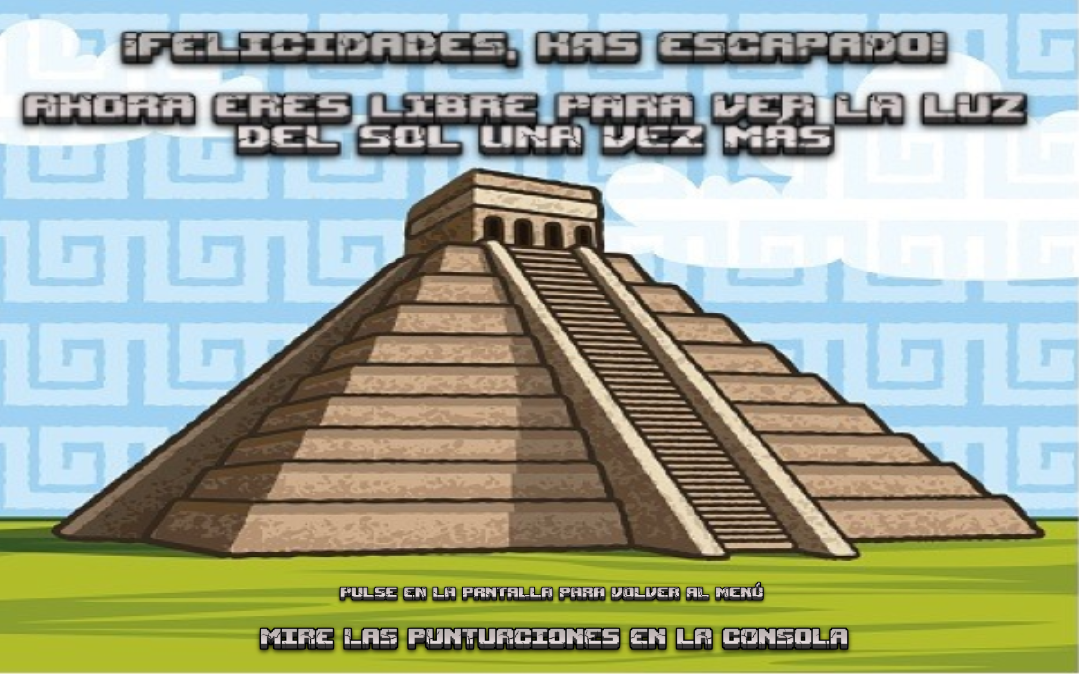 ¡FELICIDADES, HAS ESCAPADO!
AHORA ERES LIBRE PARA VER LA LUZ
DEL SOL UNA VEZ MÁS
PULSE EN LA PANTALLA PARA VOLVER AL MENÚ
MIRE LAS PUNTUACIONES EN LA CONSOLA